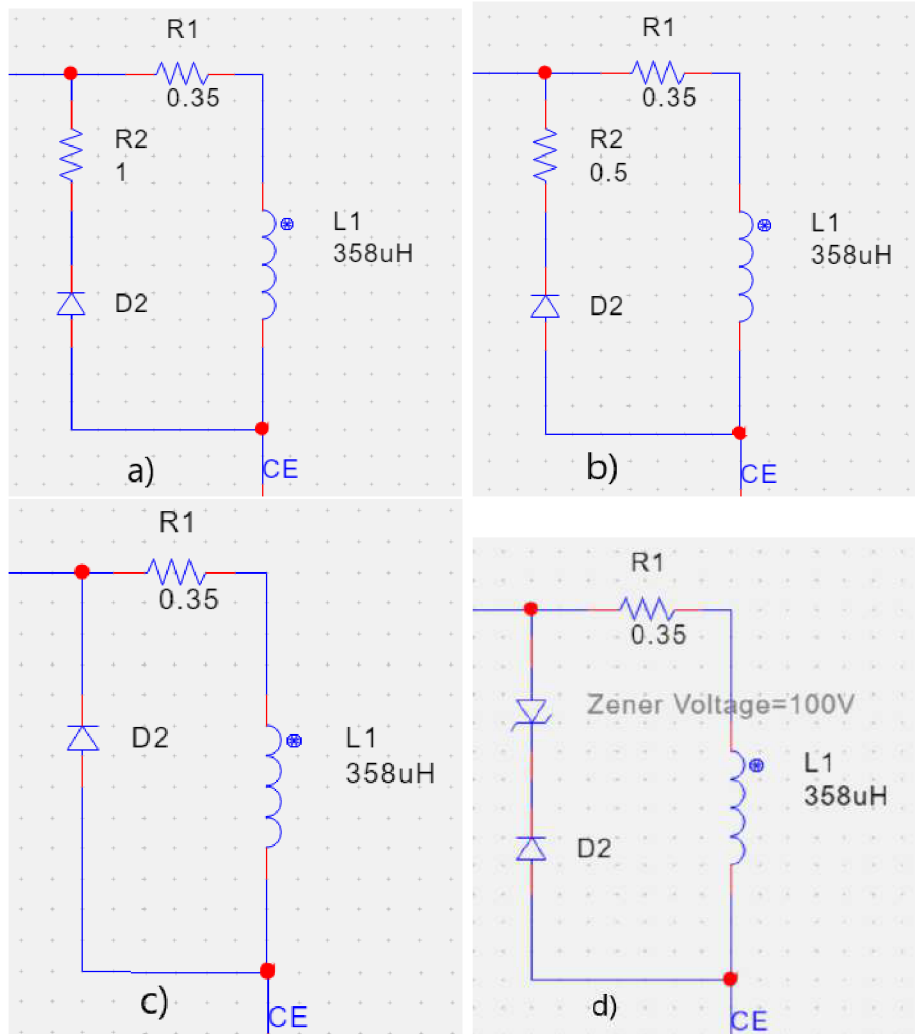 R1
0.35
R2
1
L1
358uH
D2
a)
CE
R1
0.35
R2
0.5
L1
358uH
D2
b)
CE
R1
0.35
D2
L1
358uH
c)
CE
R1
0.35
Zener Voltage=100V
L1
358uH
D2
d)
CE